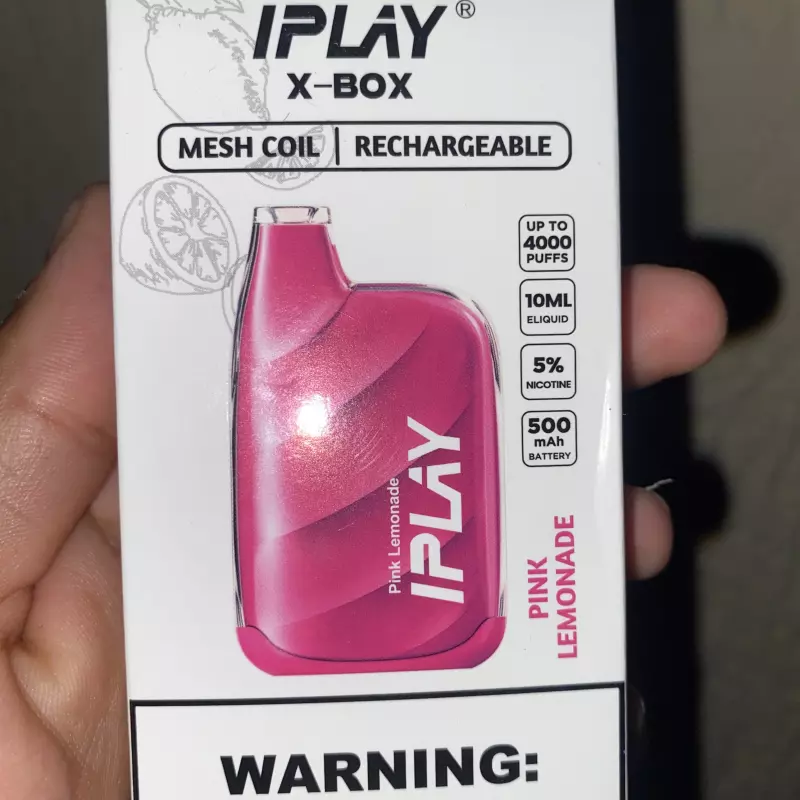 IPLAY®
X-BOX
MESH COIL | RECHARGEABLE
UP TO
4000
PUFFS
10ML
ELIQUID
5%
NICOTINE
500
mAh
BATTERY
Pink Lemonade
IPLAY
PINK
LEMONADE
WARNING: